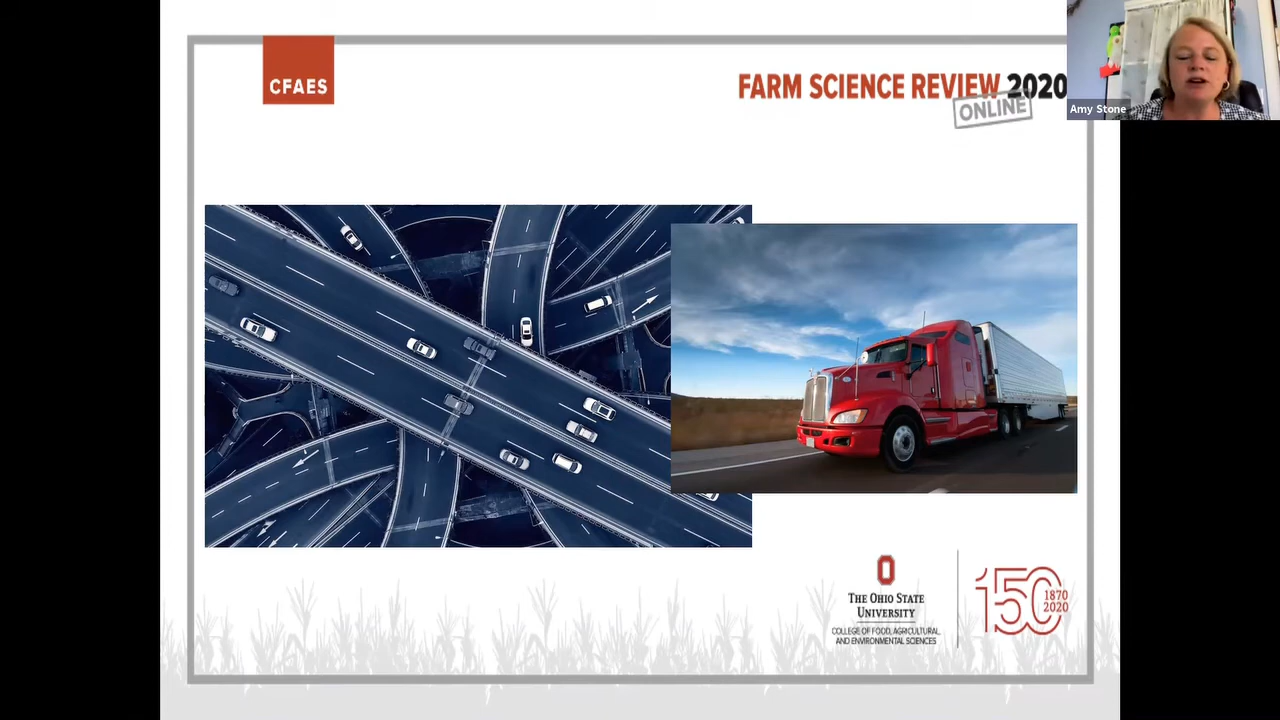 CFAES
FARM SCIENCE REVIEW 2020
ONLINE
Amy Stone
THE OHIO STATE
UNIVERSITY
COLLEGE OF FOOD, AGRICULTURAL,
AND ENVIRONMENTAL SCIENCES
150
1870
2020